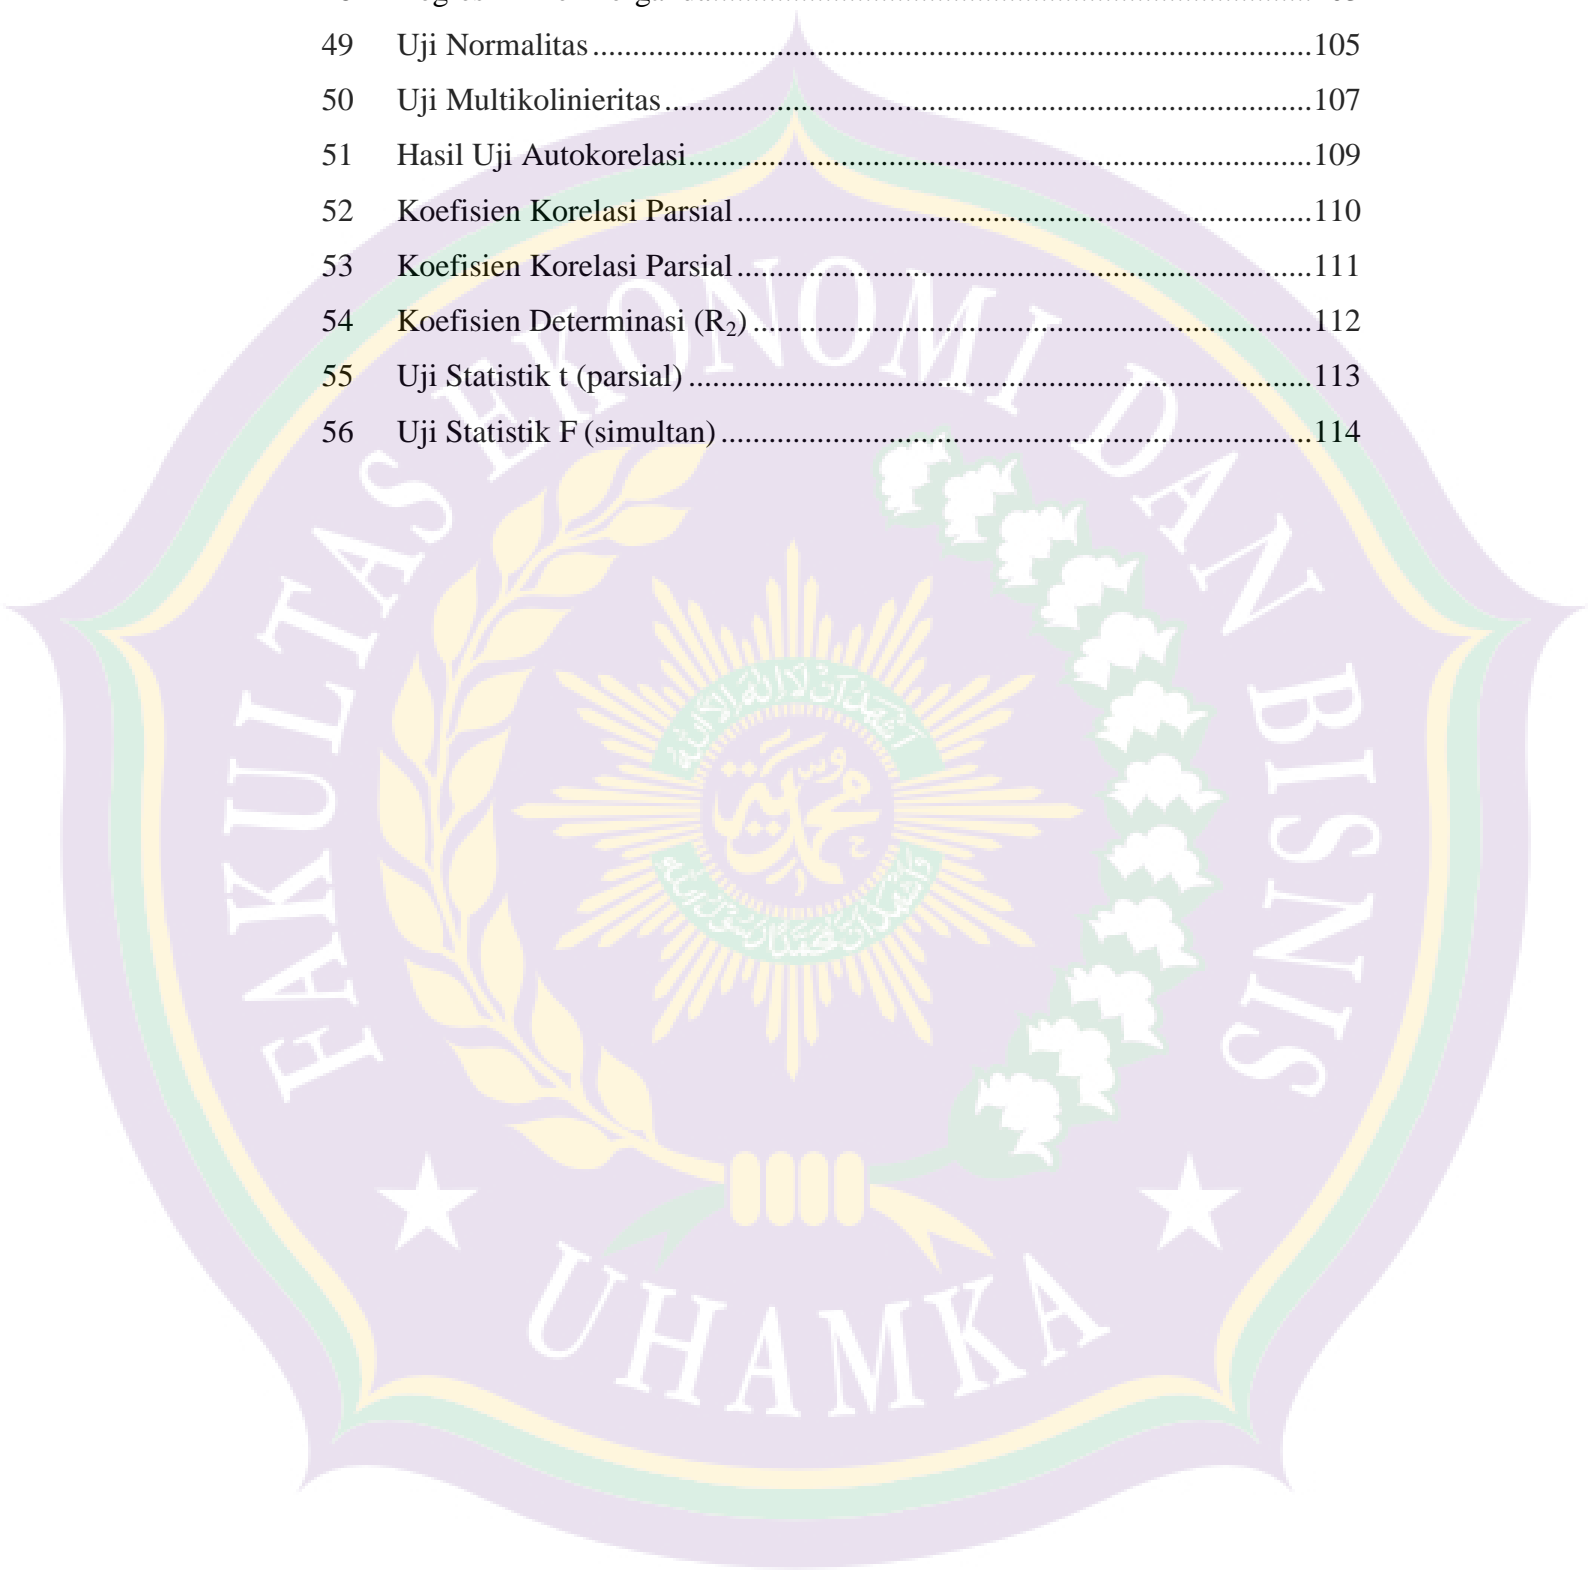 49 Uji Normalitas ........................................................................................ 105
50 Uji Multikolinieritas ................................................................................ 107
51 Hasil Uji Autokorelasi ............................................................................. 109
52 Koefisien Korelasi Parsial ....................................................................... 110
53 Koefisien Korelasi Parsial ....................................................................... 111
54 Koefisien Determinasi (R₂) ..................................................................... 112
55 Uji Statistik t (parsial) ............................................................................. 113
56 Uji Statistik F (simultan) ......................................................................... 114
FAKULTAS EKONOMI DAN BISNIS
محمدية
UHAMKA